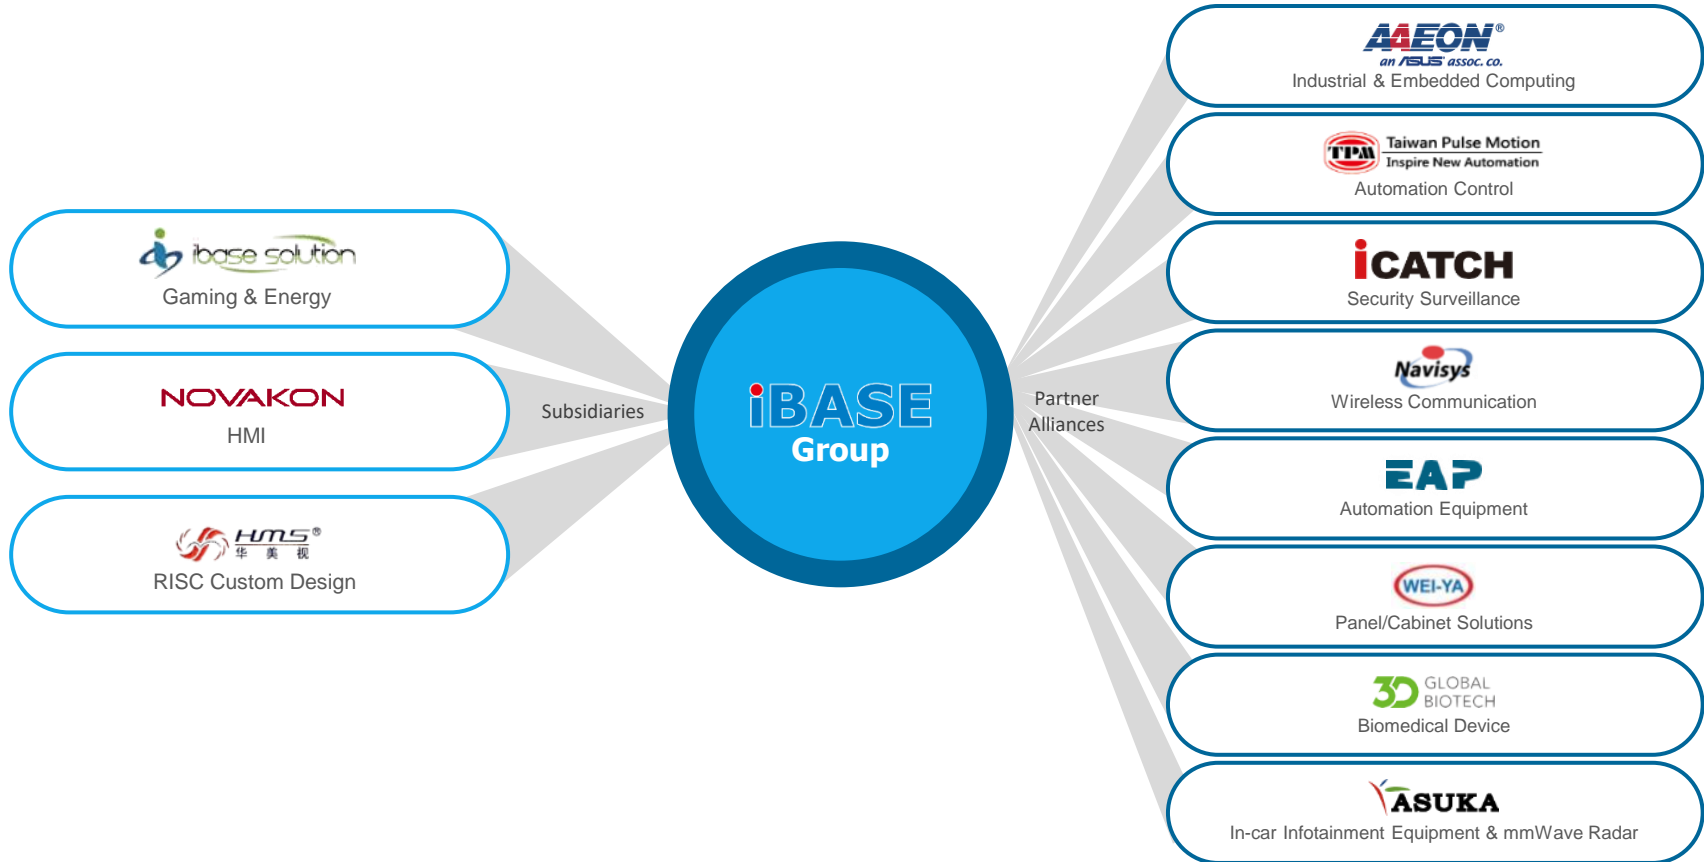 ibase solution
Gaming & Energy
NOVAKON
HMI
HMS®
华美视
RISC Custom Design
Subsidiaries
iBASE
Group
Partner
Alliances
AAEON®
an ASUS assoc. co.
Industrial & Embedded Computing
TPM
Taiwan Pulse Motion
Inspire New Automation
Automation Control
iCATCH
Security Surveillance
Navisys
Wireless Communication
EAP
Automation Equipment
WEI-YA
Panel/Cabinet Solutions
3D GLOBAL
BIOTECH
Biomedical Device
ASUKA
In-car Infotainment Equipment & mmWave Radar